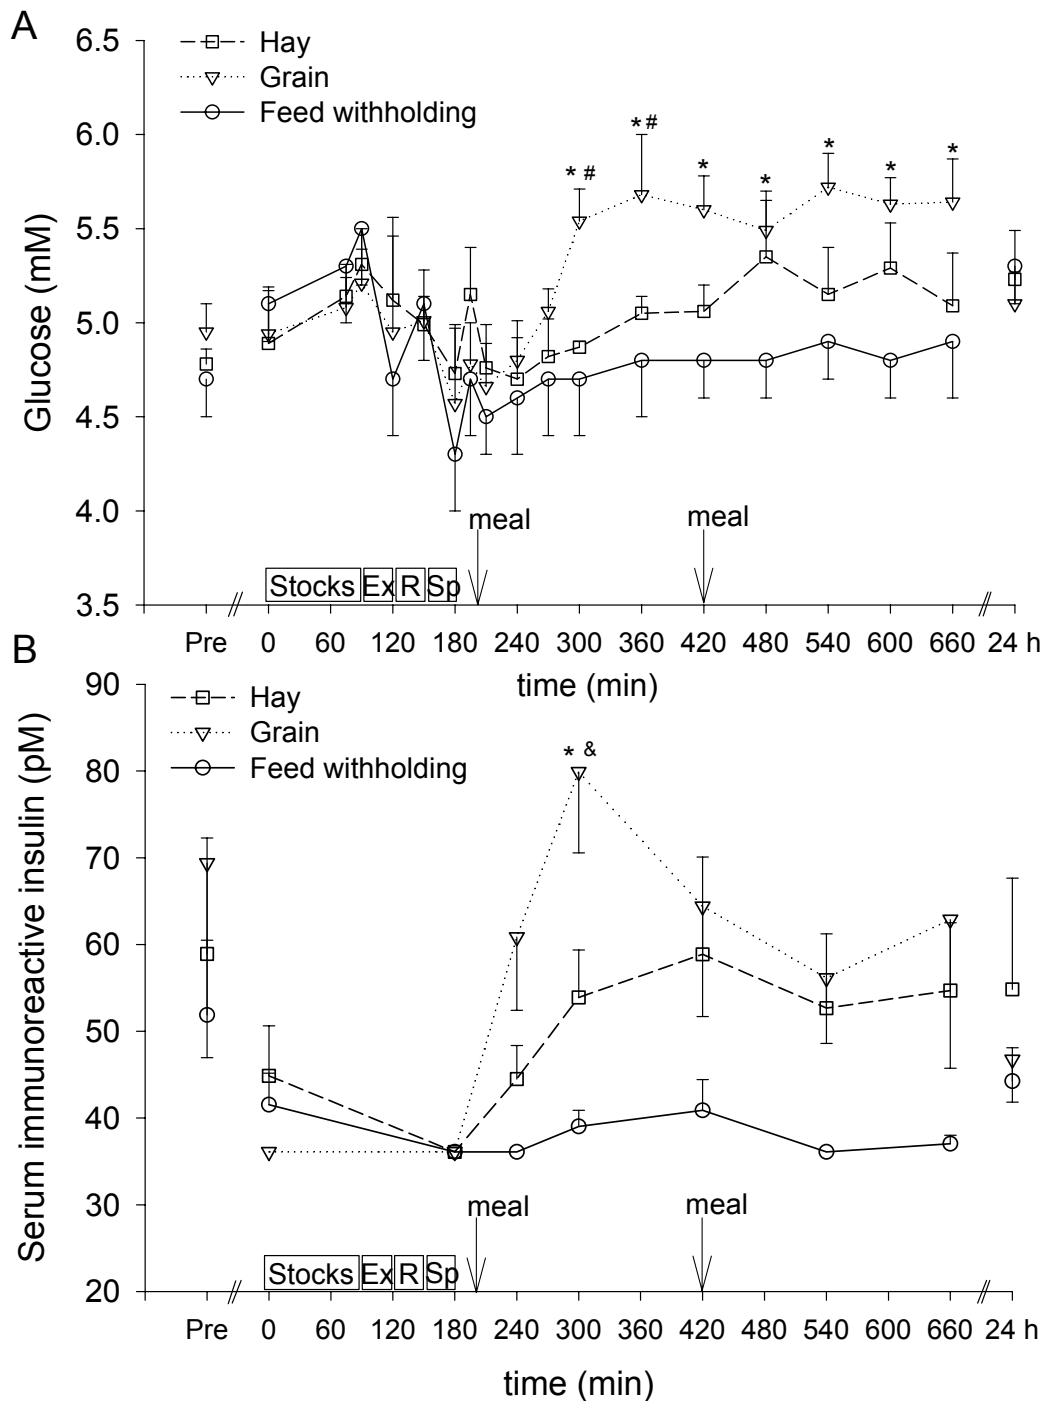 A
6.5
Hay
Grain
Feed withholding
6.0
* #
* #
*
*
*
*
*
5.5
5.0
4.5
4.0
3.5
Glucose (mM)
meal
meal
Stocks Ex R Sp
Pre 0 60 120 180 240 300 360 420 480 540 600 660 24 h
time (min)
B
90
Hay
Grain
Feed withholding
* &
80
70
60
50
40
30
20
Serum immunoreactive insulin (pM)
meal
meal
Stocks Ex R Sp
Pre 0 60 120 180 240 300 360 420 480 540 600 660 24 h
time (min)